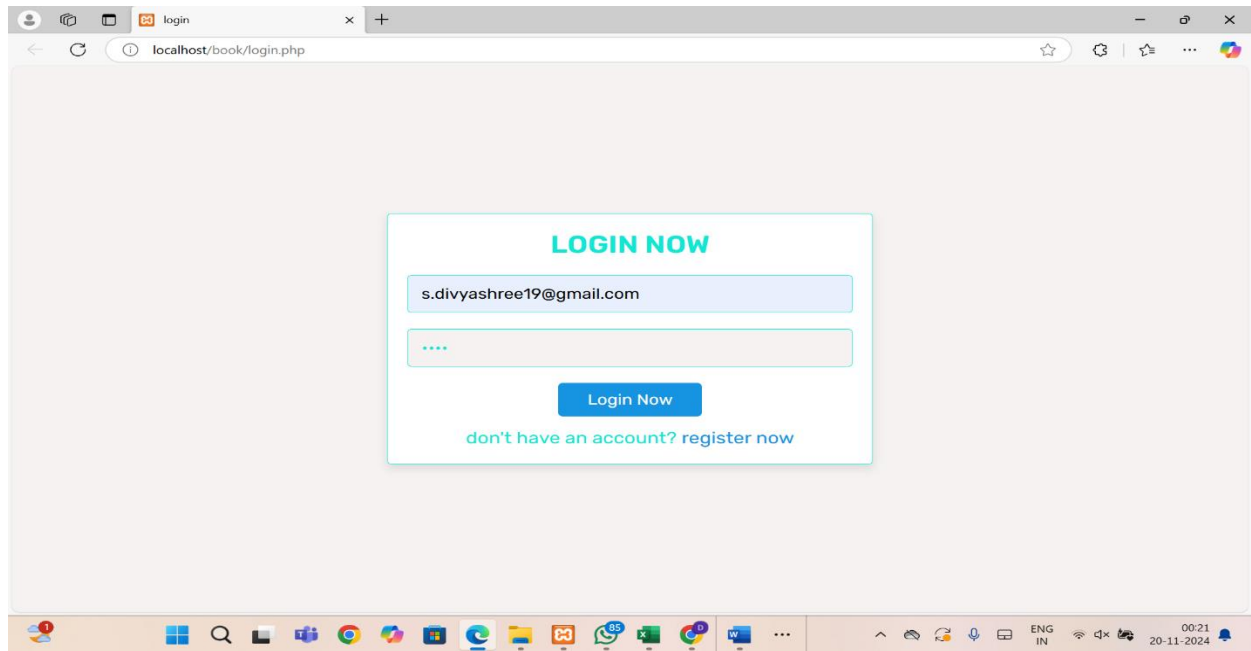 login
localhost/book/login.php
LOGIN NOW
s.divyashree19@gmail.com
••••
Login Now
don't have an account? register now
1
85
D
ENG
IN
00:21
20-11-2024